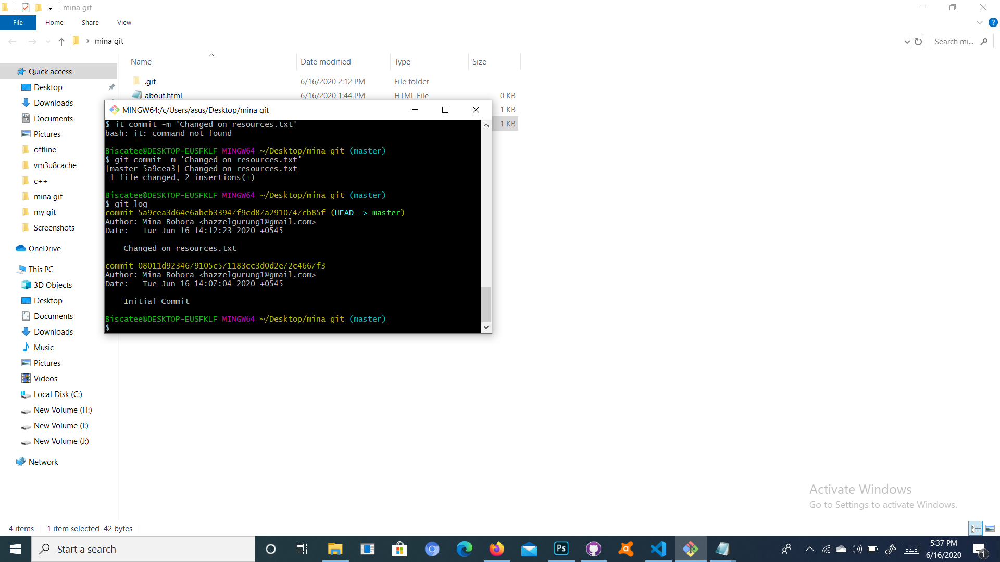 mina git
File Home Share View
mina git
Search mi...
Name Date modified Type Size
.git 6/16/2020 2:12 PM File folder
about.html 6/16/2020 1:44 PM HTML File 0 KB
1 KB
1 KB
Quick access
Desktop
Downloads
Documents
Pictures
offline
vm3u8cache
c++
mina git
my git
Screenshots
OneDrive
This PC
3D Objects
Desktop
Documents
Downloads
Music
Pictures
Videos
Local Disk (C:)
New Volume (H:)
New Volume (I:)
New Volume (J:)
Network
MINGW64:/c/Users/asus/Desktop/mina git
$ it commit -m 'Changed on resources.txt'
bash: it: command not found
Biscatee@DESKTOP-EUSFKLF MINGW64 ~/Desktop/mina git (master)
$ git commit -m 'Changed on resources.txt'
[master 5a9cea3] Changed on resources.txt
1 file changed, 2 insertions(+)
Biscatee@DESKTOP-EUSFKLF MINGW64 ~/Desktop/mina git (master)
$ git log
commit 5a9cea3d64e6abcb33947f9cd87a2910747cb85f (HEAD -> master)
Author: Mina Bohora <hazzelgurung1@gmail.com>
Date: Tue Jun 16 14:12:23 2020 +0545
Changed on resources.txt
commit 08011d9234679105c571183cc3d0d2e72c4667f3
Author: Mina Bohora <hazzelgurung1@gmail.com>
Date: Tue Jun 16 14:07:04 2020 +0545
Initial Commit
Biscatee@DESKTOP-EUSFKLF MINGW64 ~/Desktop/mina git (master)
$
Activate Windows
Go to Settings to activate Windows.
4 items 1 item selected 42 bytes
Start a search
Ps
5:37 PM
6/16/2020
1